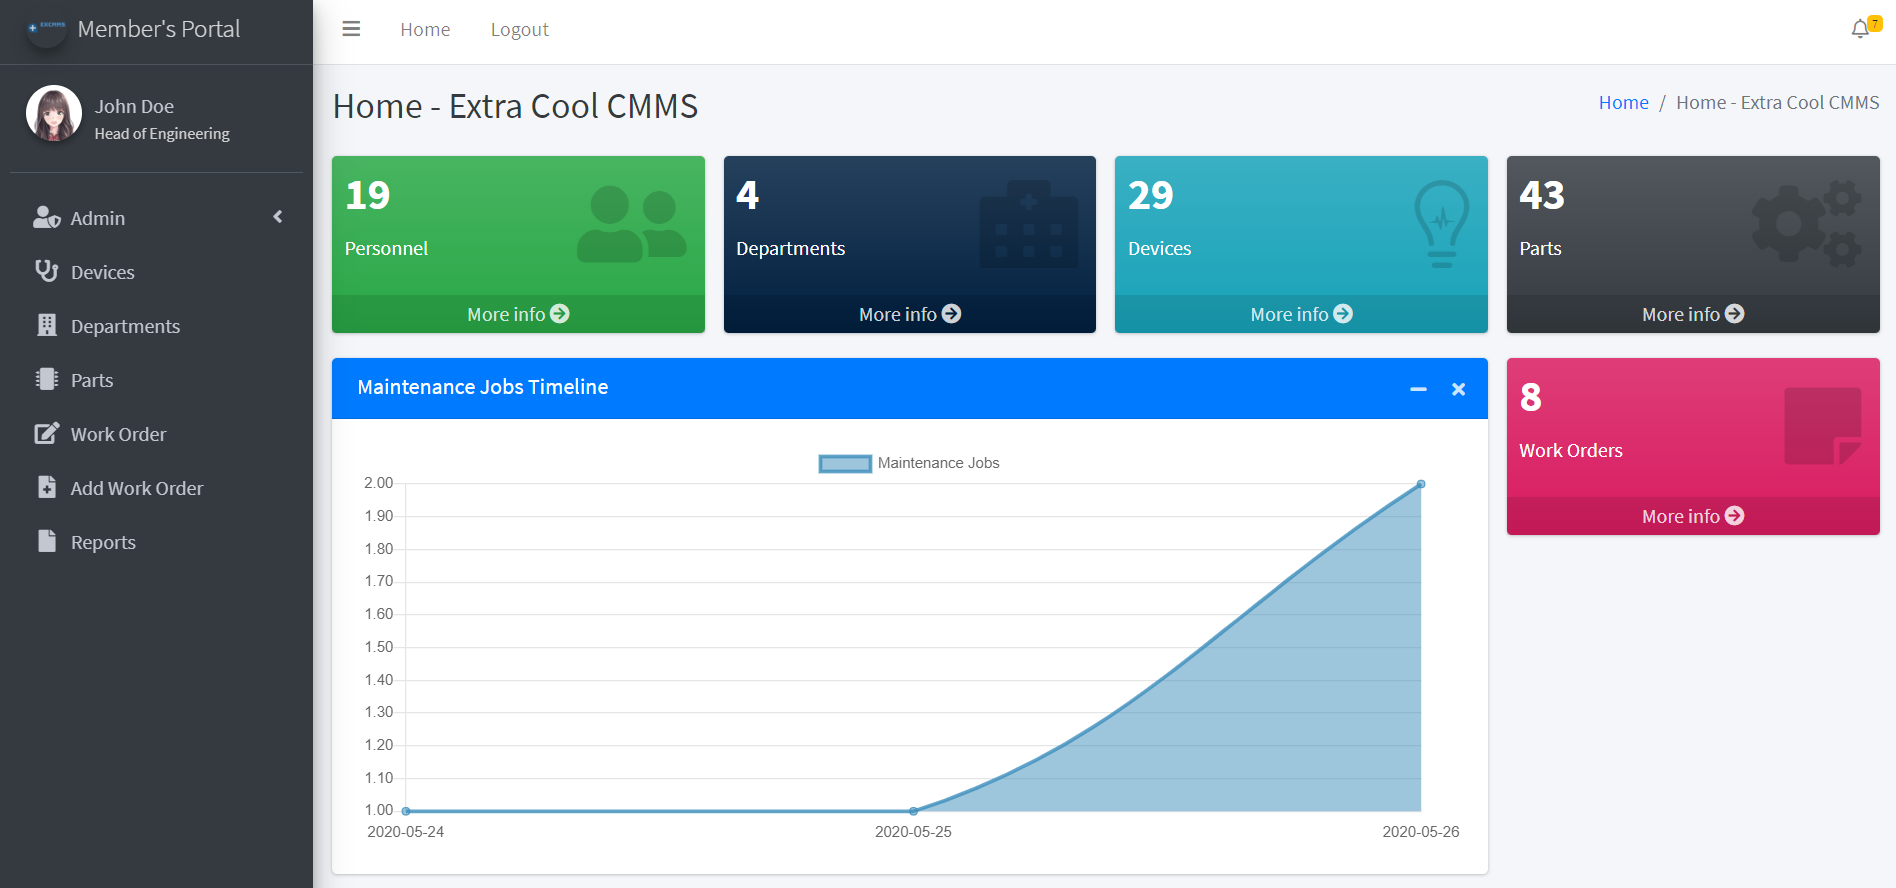 EXCMMS
Member's Portal
Home
Logout
7
John Doe
Head of Engineering
Admin
Devices
Departments
Parts
Work Order
Add Work Order
Reports
Home - Extra Cool CMMS
Home / Home - Extra Cool CMMS
19
Personnel
More info
4
Departments
More info
29
Devices
More info
43
Parts
More info
Maintenance Jobs Timeline
Maintenance Jobs
2.00
1.90
1.80
1.70
1.60
1.50
1.40
1.30
1.20
1.10
1.00
2020-05-24
2020-05-25
2020-05-26
8
Work Orders
More info